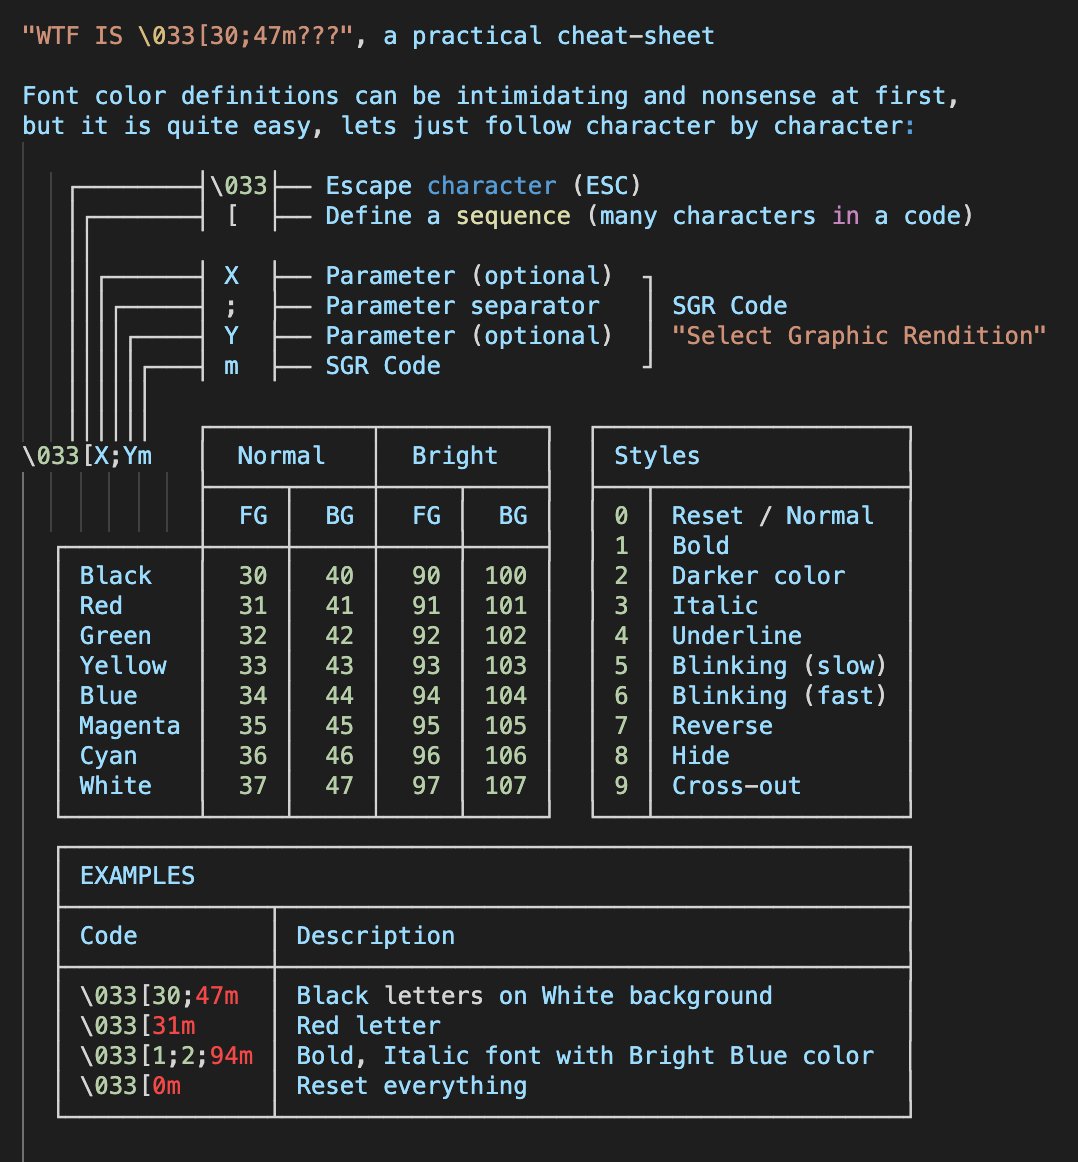 "WTF IS \033[30;47m???", a practical cheat-sheet
Font color definitions can be intimidating and nonsense at first,
but it is quite easy, lets just follow character by character:
\033 Escape character (ESC)
[ Define a sequence (many characters in a code)
X Parameter (optional)
; Parameter separator SGR Code
Y Parameter (optional) "Select Graphic Rendition"
m SGR Code
\033[X;Ym Normal Bright Styles
FG BG FG BG 0 Reset / Normal
1 Bold
Black 30 40 90 100 2 Darker color
Red 31 41 91 101 3 Italic
Green 32 42 92 102 4 Underline
Yellow 33 43 93 103 5 Blinking (slow)
Blue 34 44 94 104 6 Blinking (fast)
Magenta 35 45 95 105 7 Reverse
Cyan 36 46 96 106 8 Hide
White 37 47 97 107 9 Cross-out
EXAMPLES
Code Description
\033[30;47m Black letters on White background
\033[31m Red letter
\033[1;2;94m Bold, Italic font with Bright Blue color
\033[0m Reset everything